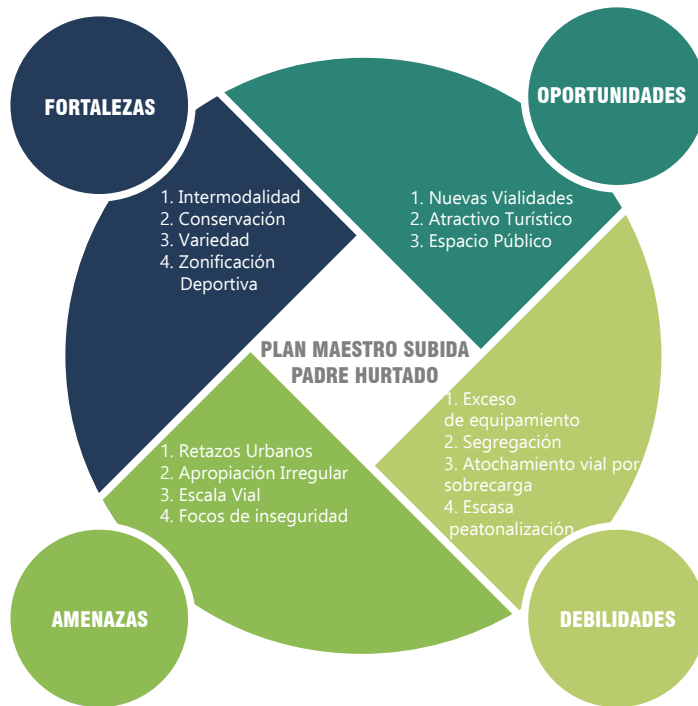 FORTALEZAS
1. Intermodalidad
2. Conservación
3. Variedad
4. Zonificación
Deportiva
OPORTUNIDADES
1. Nuevas Vialidades
2. Atractivo Turístico
3. Espacio Público
PLAN MAESTRO SUBIDA
PADRE HURTADO
1. Retazos Urbanos
2. Apropiación Irregular
3. Escala Vial
4. Focos de inseguridad
AMENAZAS
1. Exceso
de equipamiento
2. Segregación
3. Atochamiento vial por
sobrecarga
4. Escasa
peatonalización
DEBILIDADES